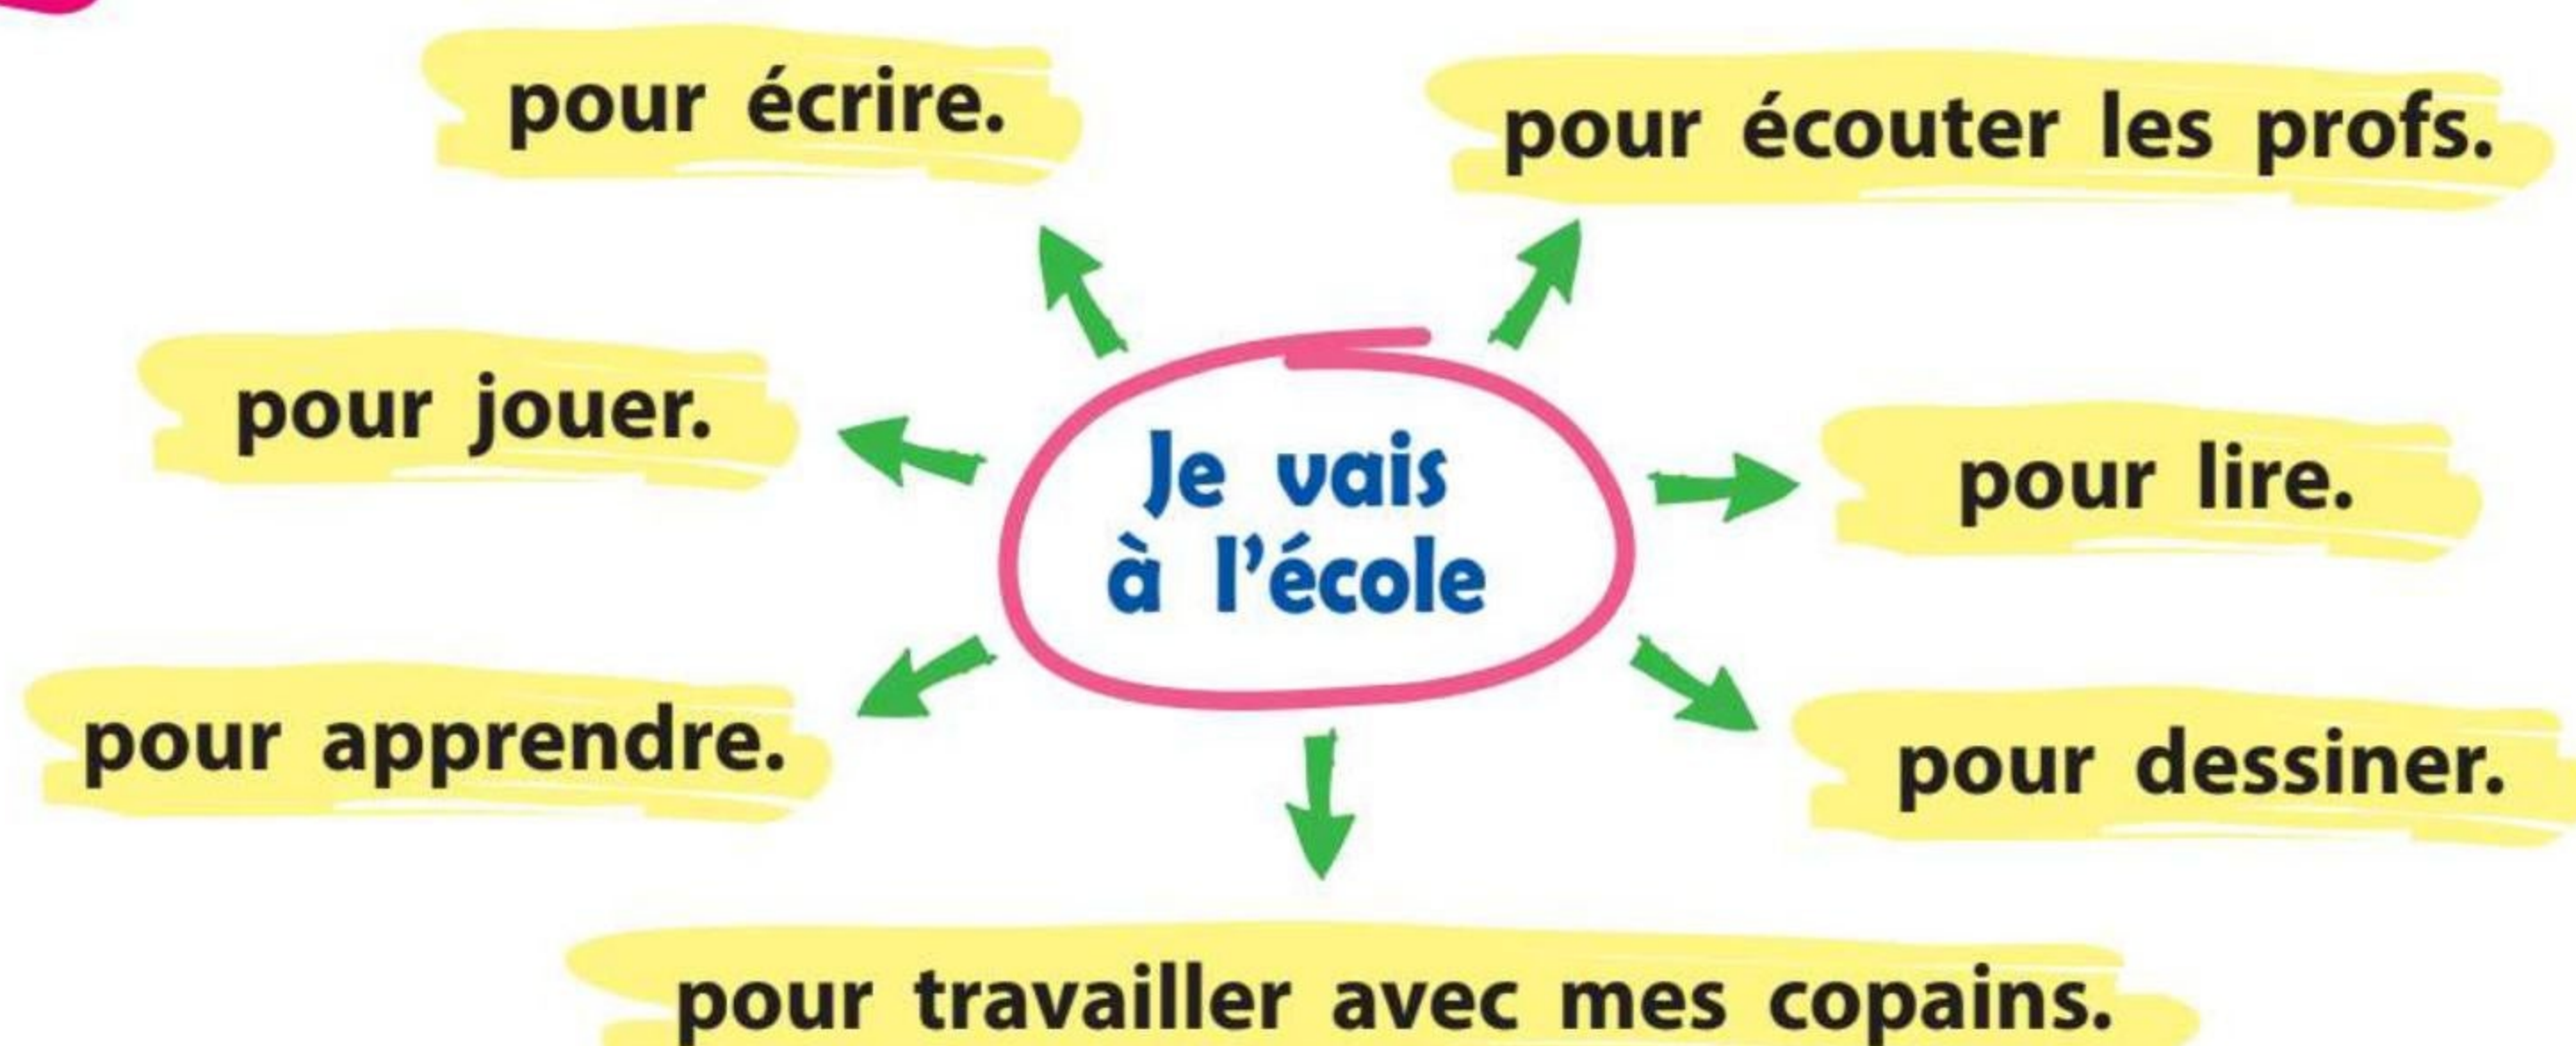 pour écrire.
pour écouter les profs.
pour jouer.
Je vais
à l'école
pour lire.
pour apprendre.
pour dessiner.
pour travailler avec mes copains.